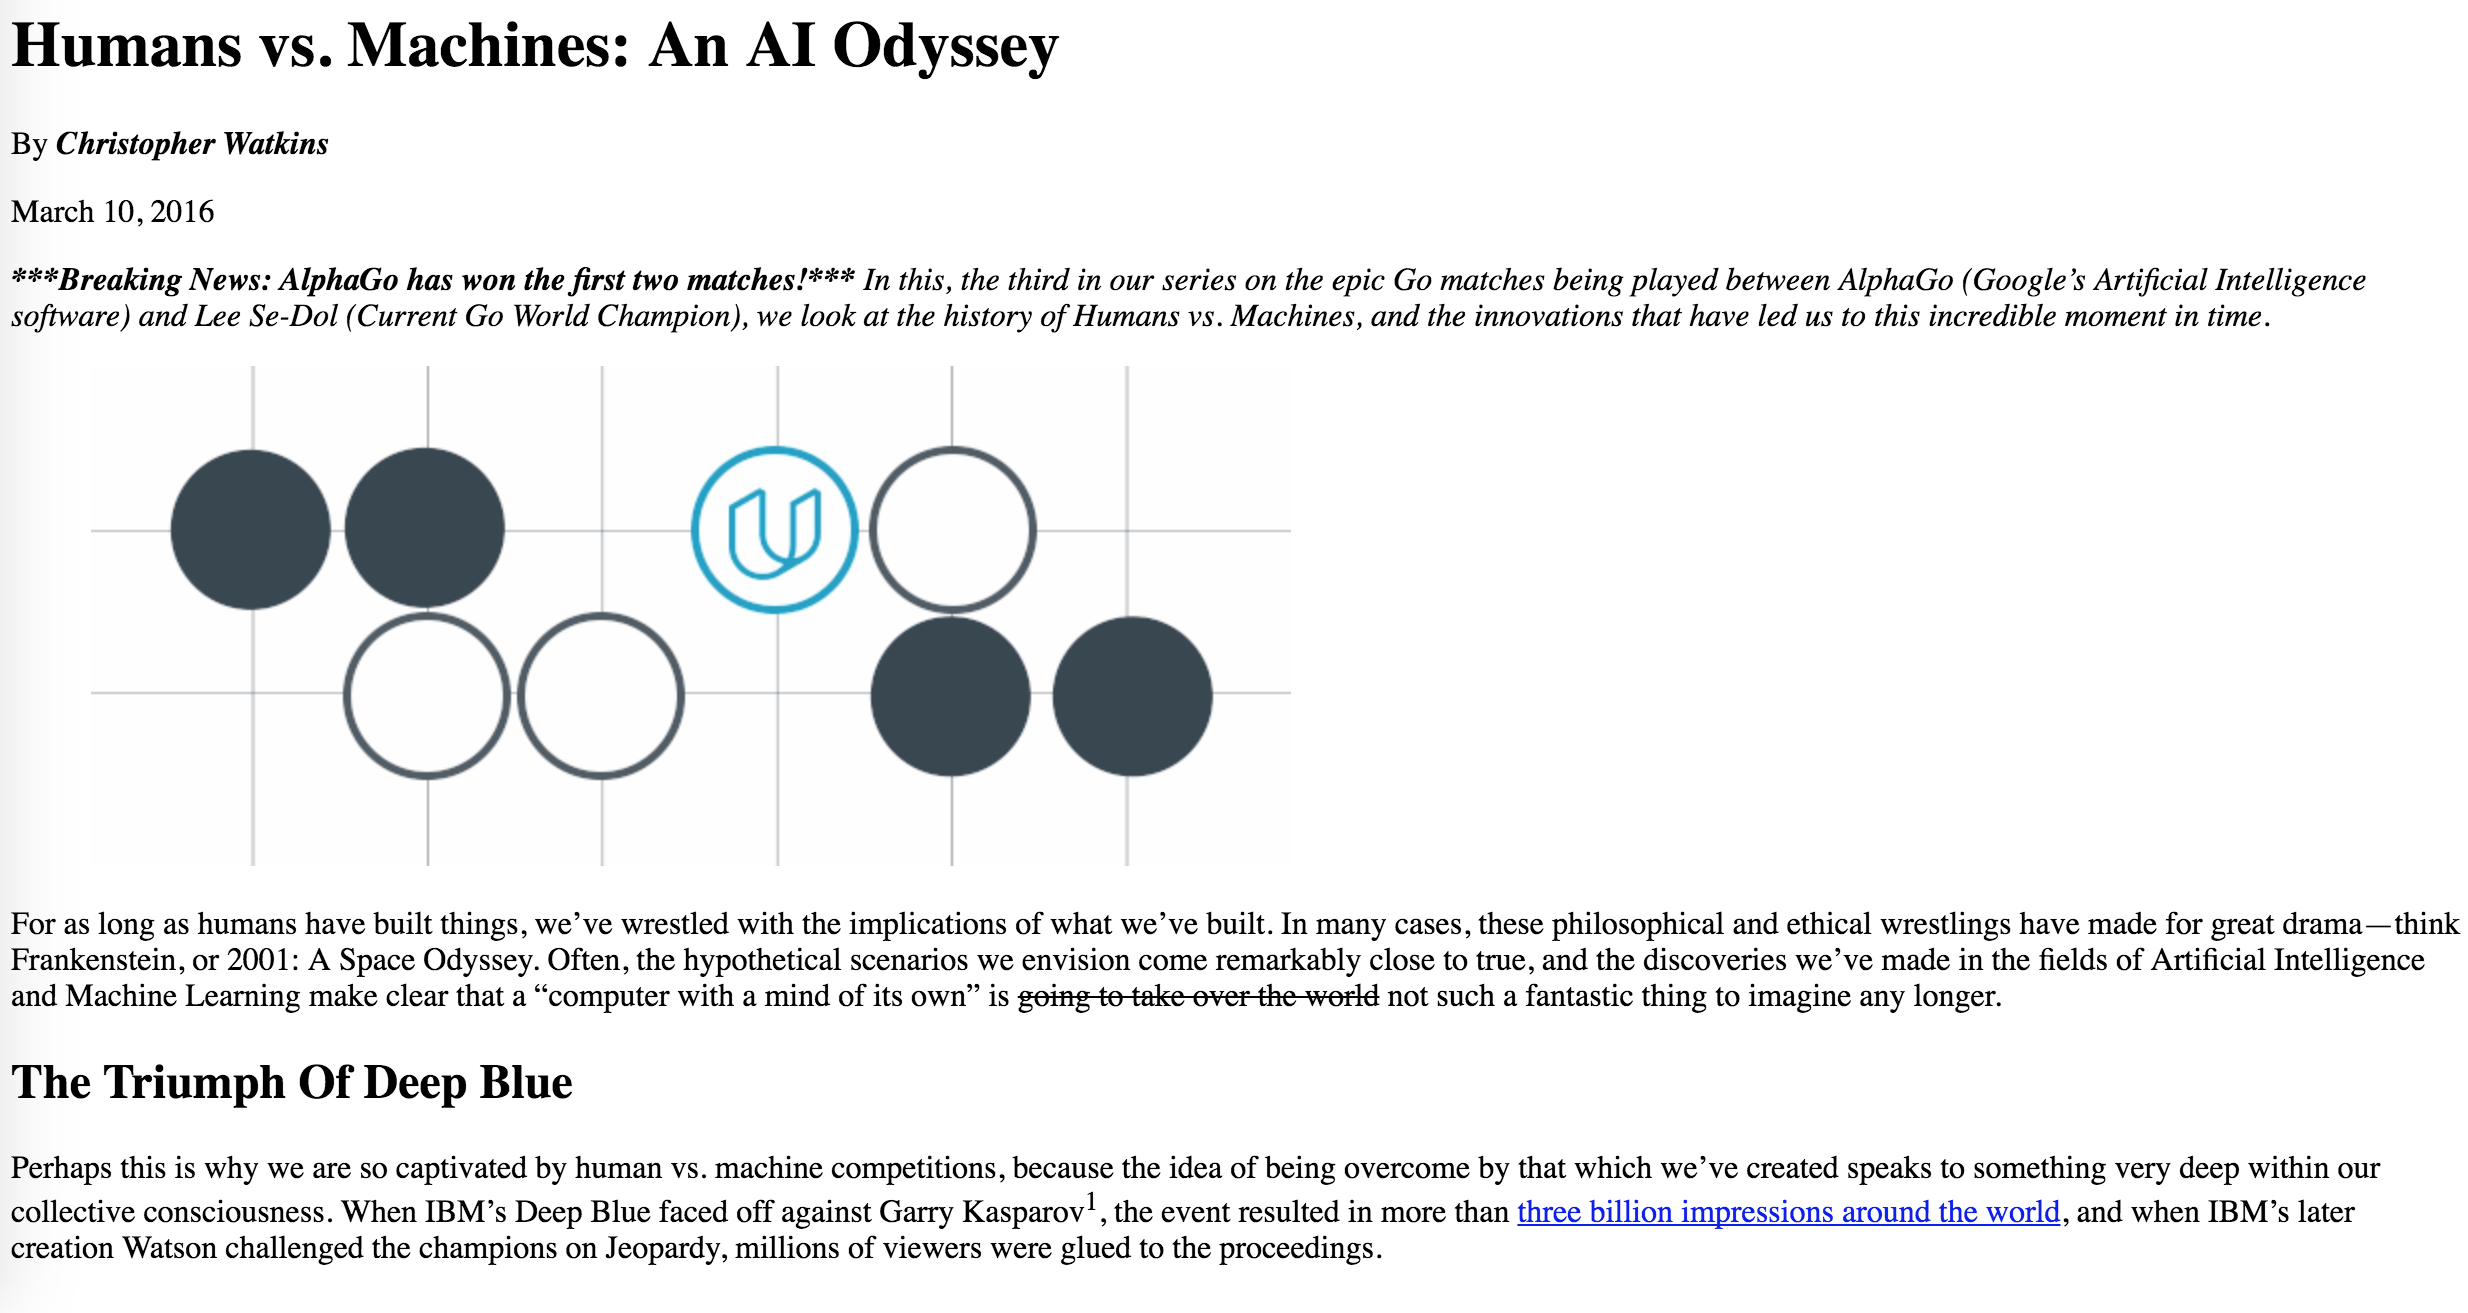 Humans vs. Machines: An AI Odyssey
By Christopher Watkins
March 10, 2016
***Breaking News: AlphaGo has won the first two matches!*** In this, the third in our series on the epic Go matches being played between AlphaGo (Google’s Artificial Intelligence
software) and Lee Se-Dol (Current Go World Champion), we look at the history of Humans vs. Machines, and the innovations that have led us to this incredible moment in time.
For as long as humans have built things, we’ve wrestled with the implications of what we’ve built. In many cases, these philosophical and ethical wrestlings have made for great drama—think
Frankenstein, or 2001: A Space Odyssey. Often, the hypothetical scenarios we envision come remarkably close to true, and the discoveries we’ve made in the fields of Artificial Intelligence
and Machine Learning make clear that a “computer with a mind of its own” is going to take over the world not such a fantastic thing to imagine any longer.
The Triumph Of Deep Blue
Perhaps this is why we are so captivated by human vs. machine competitions, because the idea of being overcome by that which we’ve created speaks to something very deep within our
collective consciousness. When IBM’s Deep Blue faced off against Garry Kasparov1, the event resulted in more than three billion impressions around the world, and when IBM’s later
creation Watson challenged the champions on Jeopardy, millions of viewers were glued to the proceedings.